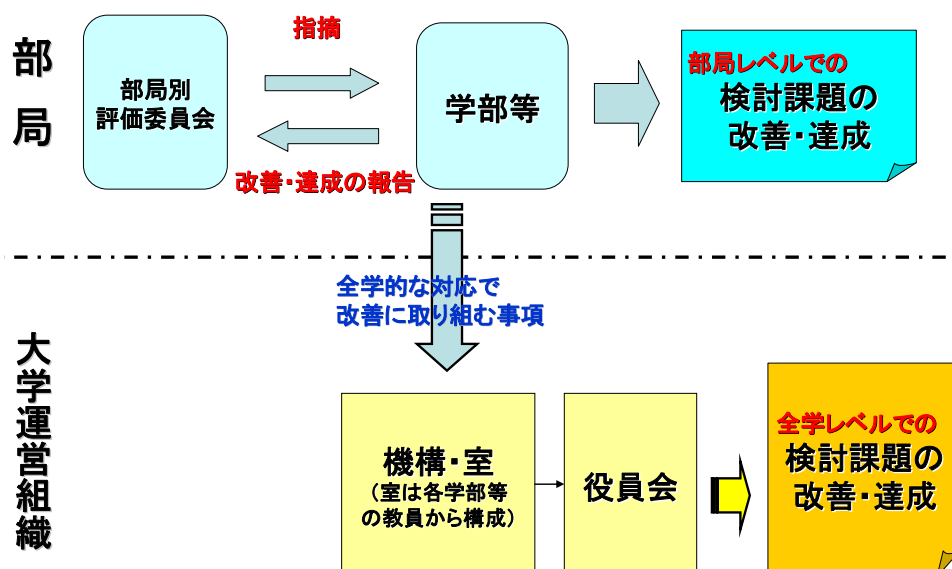 部局
指摘
部局別
評価委員会
学部等
部局レベルでの
検討課題の
改善・達成
改善・達成の報告
全学的な対応で
改善に取り組む事項
大学運営組織
機構・室
(室は各学部等
の教員から構成)
役員会
全学レベルでの
検討課題の
改善・達成